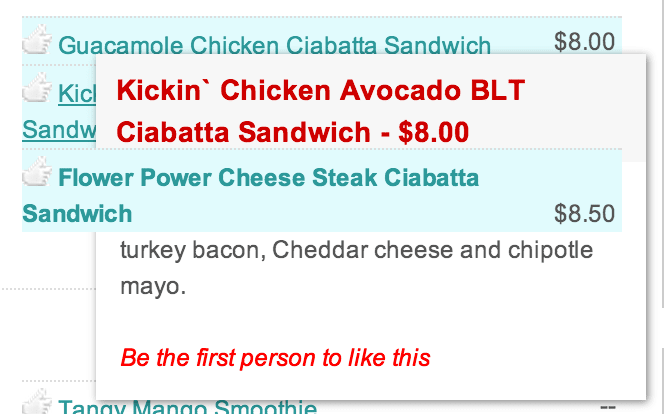 Guacamole Chicken Ciabatta Sandwich $8.00
Kickin` Chicken Avocado BLT
Ciabatta Sandwich - $8.00
Flower Power Cheese Steak Ciabatta
Sandwich $8.50
turkey bacon, Cheddar cheese and chipotle
mayo.
Be the first person to like this
Tangy Mango Smoothie --